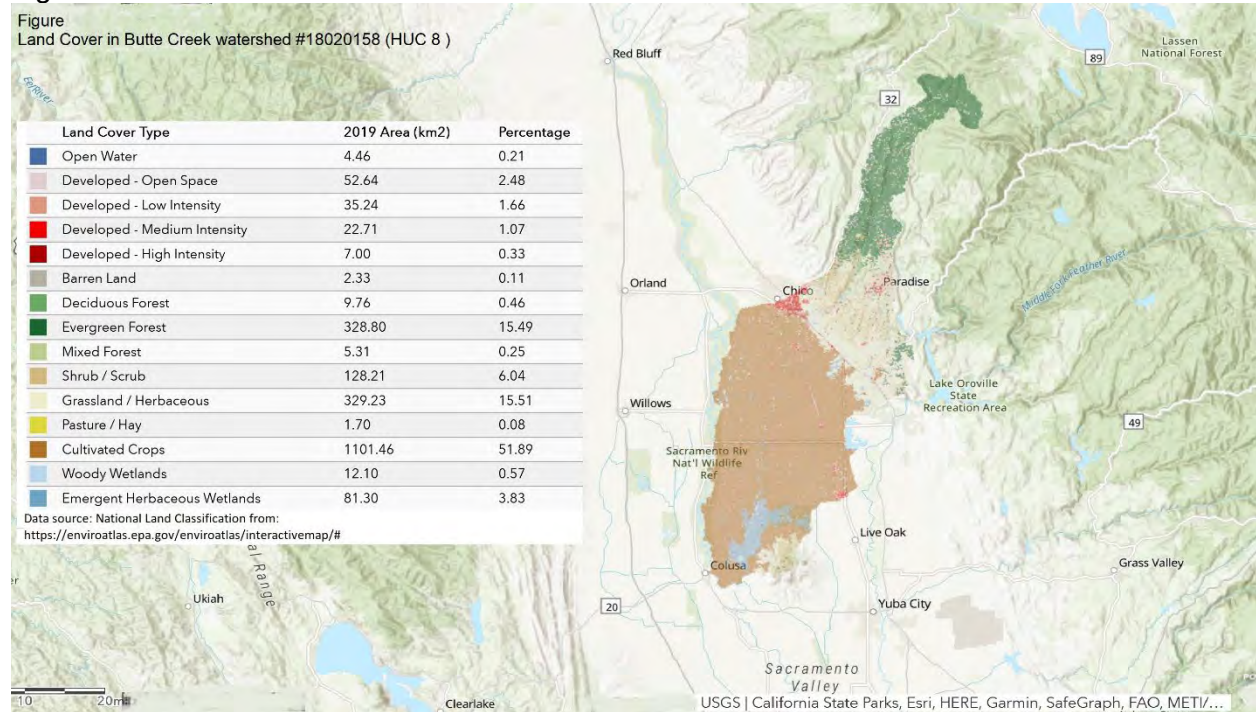 Figure
Land Cover in Butte Creek watershed #18020158 (HUC 8 )
Land Cover Type 2019 Area (km2) Percentage
Open Water 4.46 0.21
Developed - Open Space 52.64 2.48
Developed - Low Intensity 35.24 1.66
Developed - Medium Intensity 22.71 1.07
Developed - High Intensity 7.00 0.33
Barren Land 2.33 0.11
Deciduous Forest 9.76 0.46
Evergreen Forest 328.80 15.49
Mixed Forest 5.31 0.25
Shrub / Scrub 128.21 6.04
Grassland / Herbaceous 329.23 15.51
Pasture / Hay 1.70 0.08
Cultivated Crops 1101.46 51.89
Woody Wetlands 12.10 0.57
Emergent Herbaceous Wetlands 81.30 3.83
Data source: National Land Classification from:
https://enviroatlas.epa.gov/enviroatlas/interactivemap/#
Eel River
Red Bluff
89
Lassen
National Forest
32
Orland
Chico
Paradise
Middle Fork Feather River
Willows
Lake Oroville
State
Recreation Area
49
Sacramento Riv
Nat'l Wildlife
Ref
Live Oak
Colusa
Grass Valley
al Range
Ukiah
20
Yuba City
Sacramento
Valley
10 20mi
Clearlake
USGS | California State Parks, Esri, HERE, Garmin, SafeGraph, FAO, METI/...